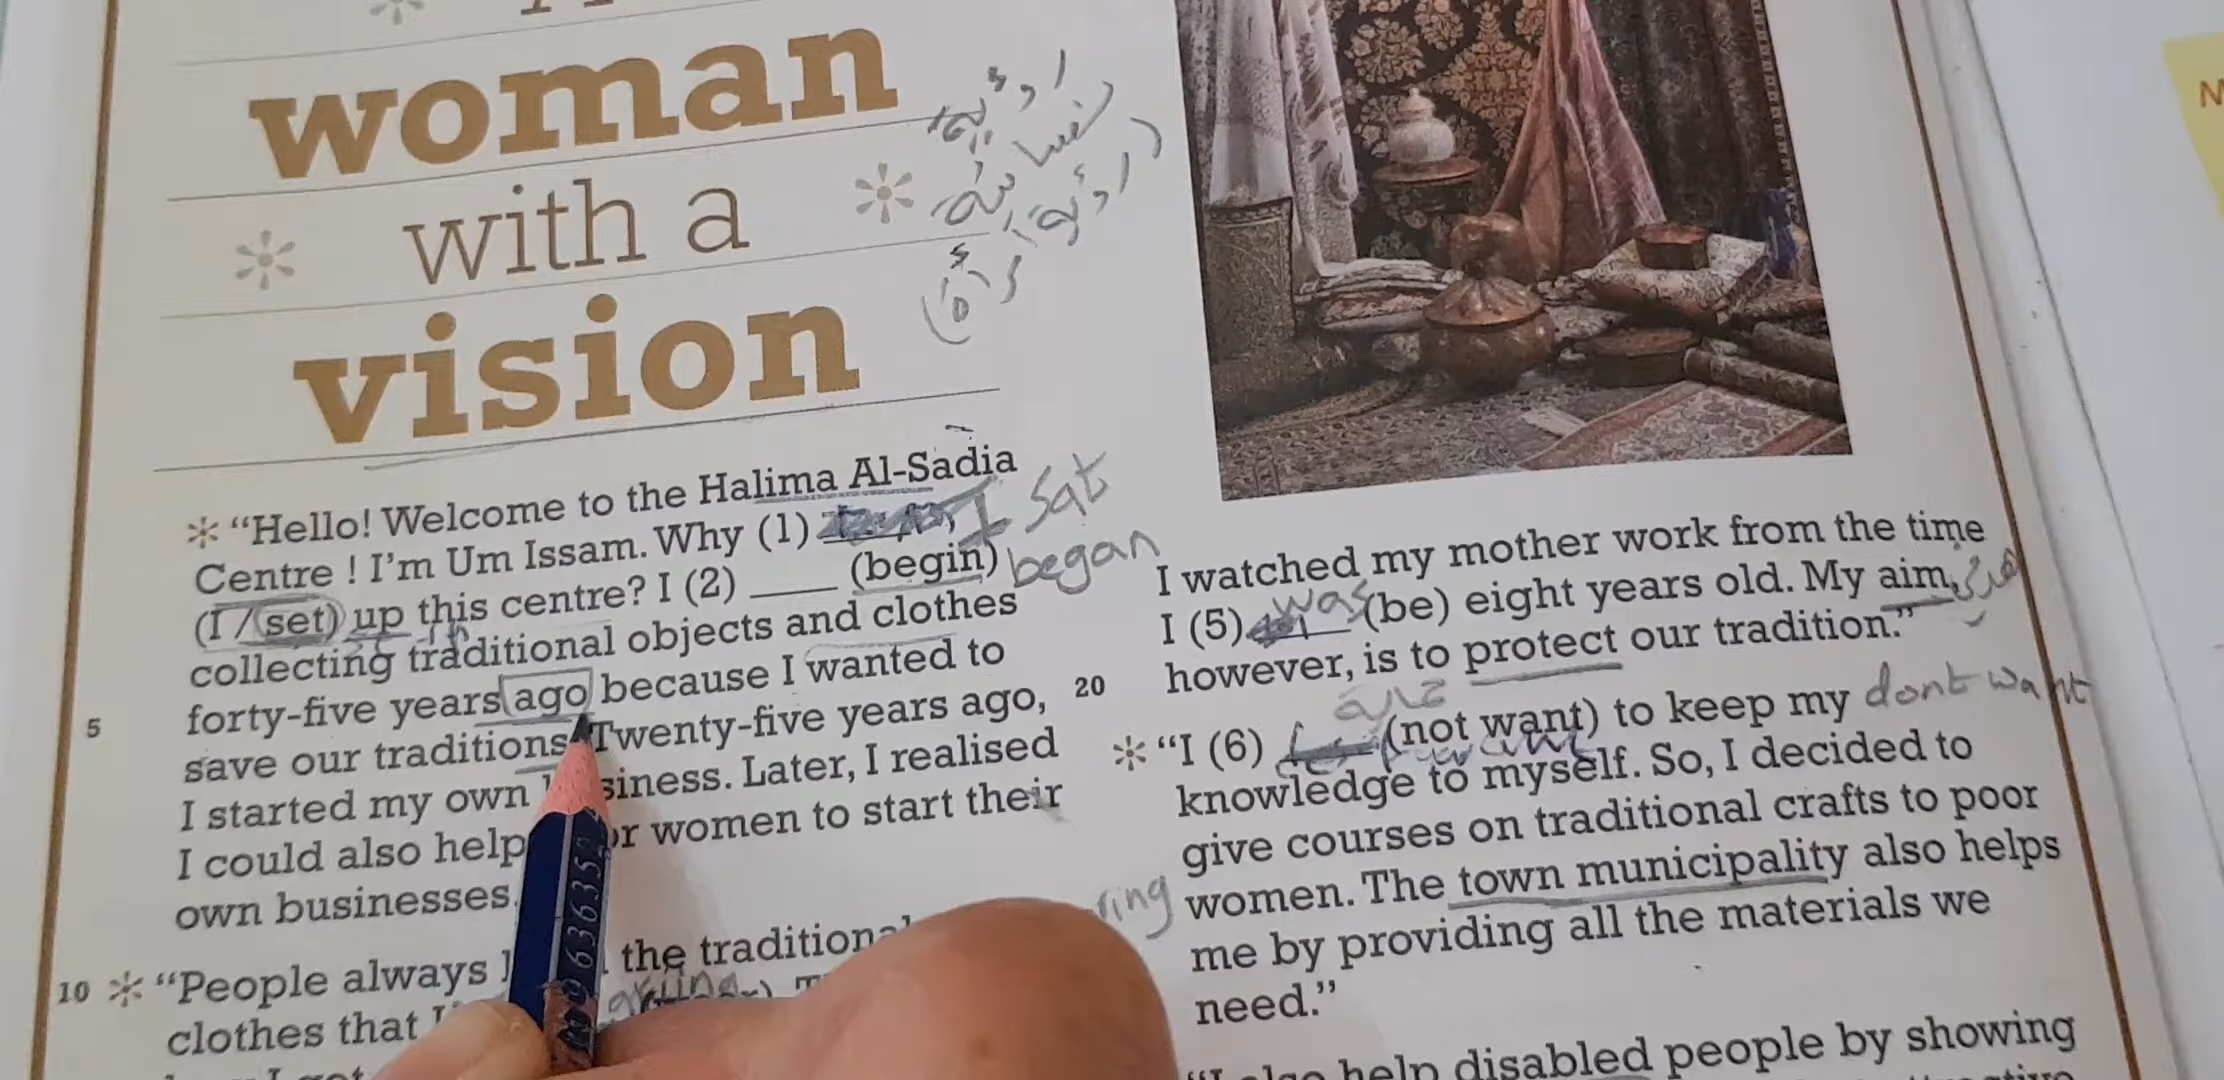 woman
with a
vision
"Hello! Welcome to the Halima Al-Sadia
Centre ! I'm Um Issam. Why (1)
I set
(I / set) up this centre? I (2) ____ (begin) began
collecting traditional objects and clothes
5 forty-five years ago because I wanted to
save our traditions Twenty-five years ago,
I started my own
Later, I realised
I could also help
women to start their
own businesses.
10 "People always
the traditional
clothes that
I watched my mother work from the time
I (5) was (be) eight years old. My aim,
however, is to protect our tradition."
are
20 "I (6) (not want) to keep my dont want
knowledge to myself. So, I decided to
give courses on traditional crafts to poor
women. The town municipality also helps
me by providing all the materials we
need."
help disabled people by showing